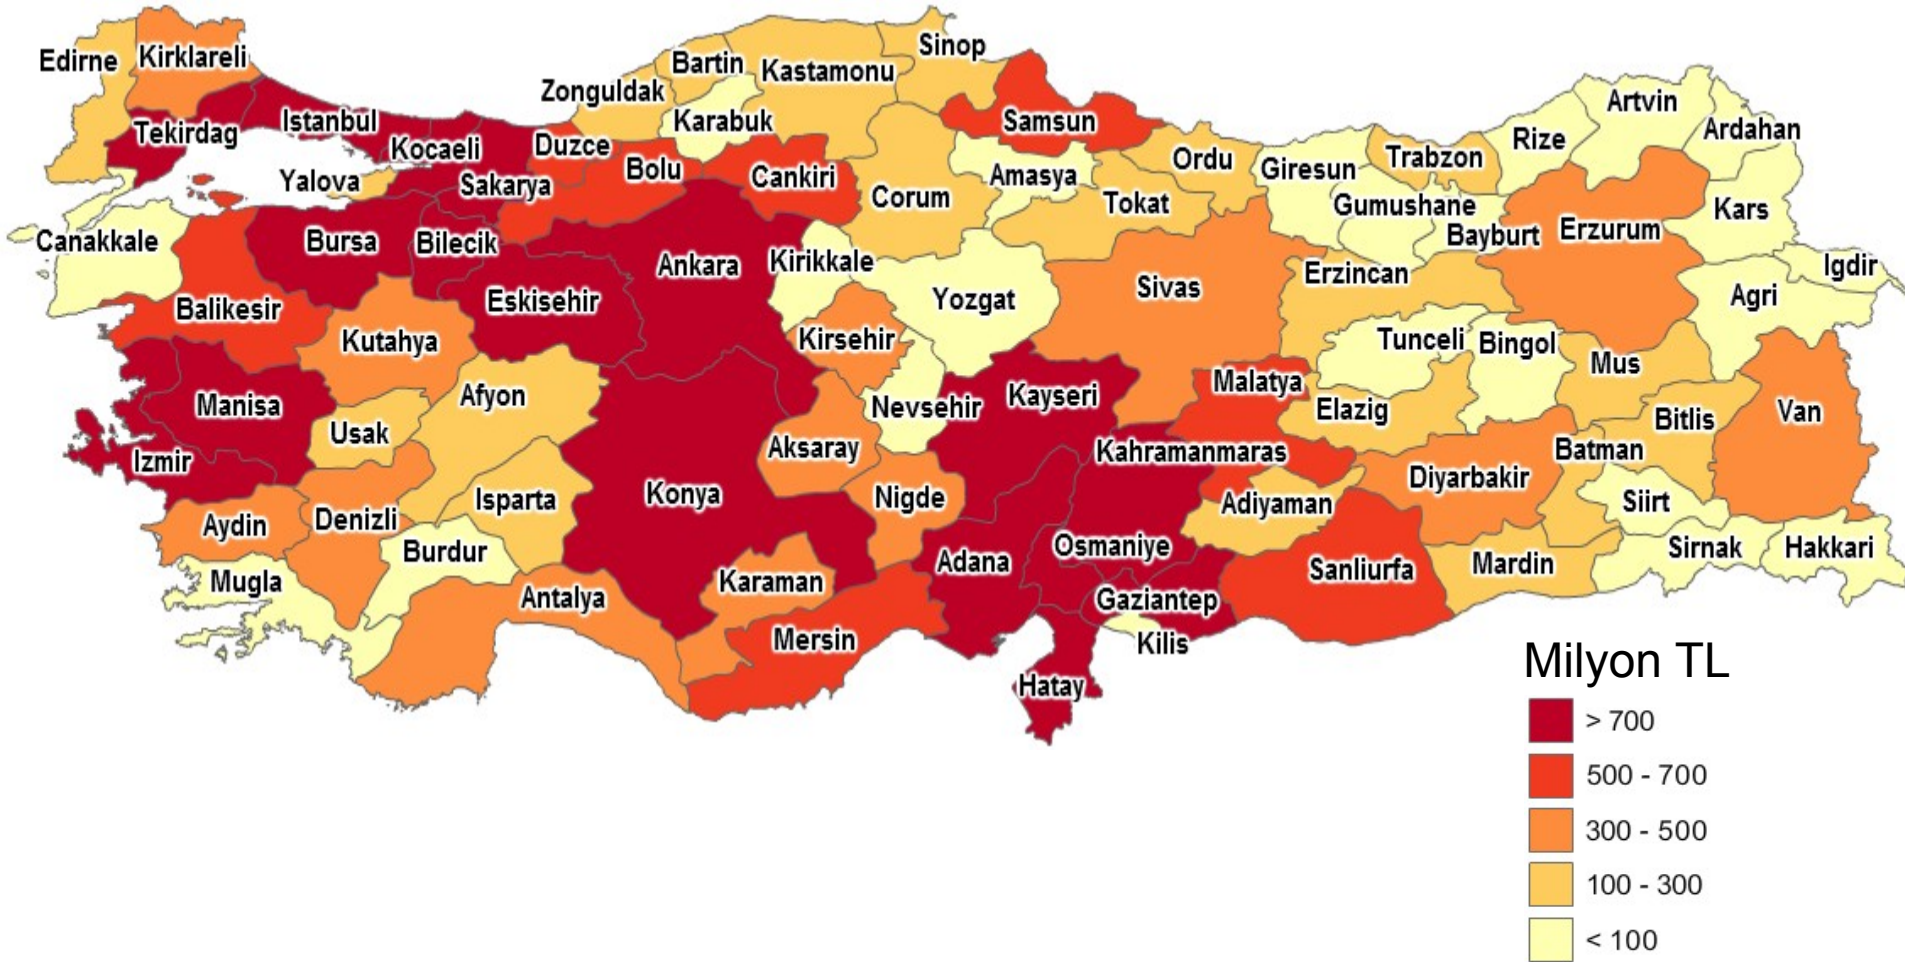 Edirne
Kirklareli
Tekirdag
Istanbul
Kocaeli
Yalova
Sakarya
Duzce
Bolu
Zonguldak
Bartin
Karabuk
Kastamonu
Sinop
Cankiri
Samsun
Corum
Amasya
Ordu
Tokat
Giresun
Trabzon
Gumushane
Bayburt
Rize
Artvin
Ardahan
Kars
Erzurum
Igdir
Agri
Canakkale
Bursa
Bilecik
Balikesir
Eskisehir
Ankara
Kirikkale
Yozgat
Sivas
Erzincan
Kutahya
Kirsehir
Tunceli
Bingol
Mus
Manisa
Usak
Afyon
Nevsehir
Kayseri
Malatya
Elazig
Bitlis
Van
Izmir
Aksaray
Kahramanmaras
Batman
Diyarbakir
Aydin
Denizli
Isparta
Konya
Nigde
Adiyaman
Siirt
Mugla
Burdur
Antalya
Karaman
Adana
Osmaniye
Sanliurfa
Mardin
Sirnak
Hakkari
Mersin
Gaziantep
Kilis
Hatay
Milyon TL
> 700
500 - 700
300 - 500
100 - 300
< 100